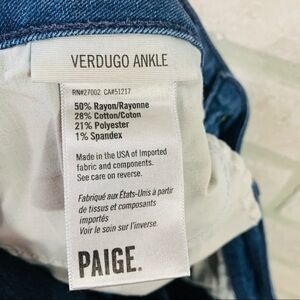 VERDUGO ANKLE
RN#27002 CA#51217
50% Rayon/Rayonne
28% Cotton/Coton
21% Polyester
1% Spandex
Made in the USA of Imported
fabric and components.
See care on reverse.
Fabriqué aux États-Unis à partir
de tissus et composants
importés
Voir le soin sur l'inverse.
PAIGE.